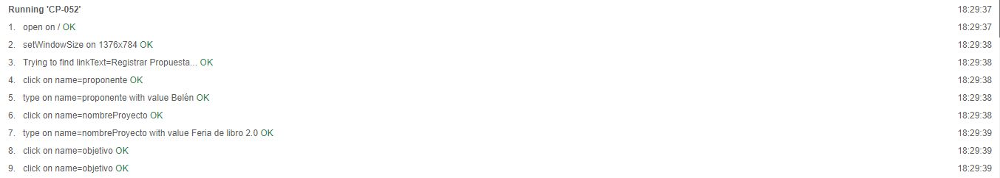 Running 'CP-052' 18:29:37
1. open on / OK 18:29:37
2. setWindowSize on 1376x784 OK 18:29:38
3. Trying to find linkText=Registrar Propuesta... OK 18:29:38
4. click on name=proponente OK 18:29:38
5. type on name=proponente with value Belén OK 18:29:38
6. click on name=nombreProyecto OK 18:29:38
7. type on name=nombreProyecto with value Feria de libro 2.0 OK 18:29:39
8. click on name=objetivo OK 18:29:39
9. click on name=objetivo OK 18:29:39